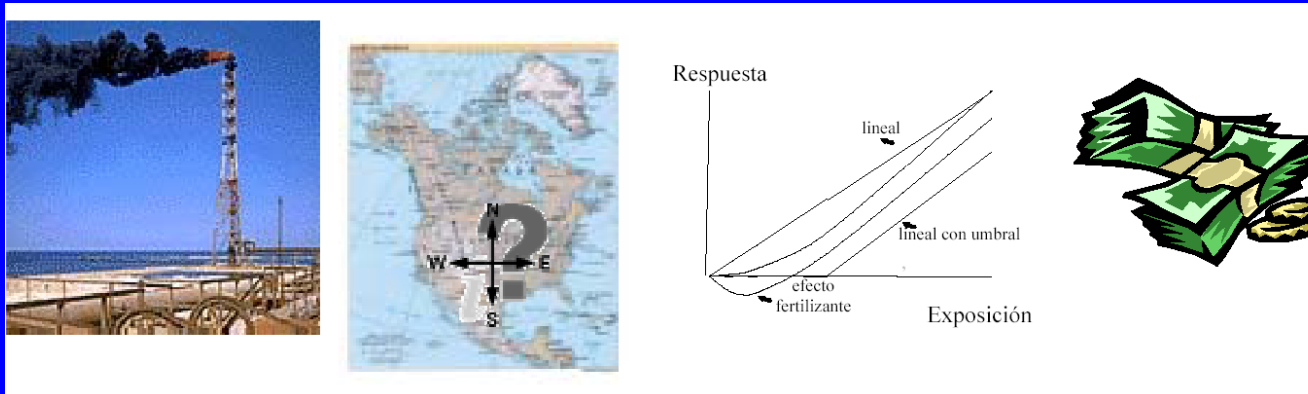 N
?
W
E
S
Respuesta
lineal
lineal con umbral
efecto
fertilizante
Exposición